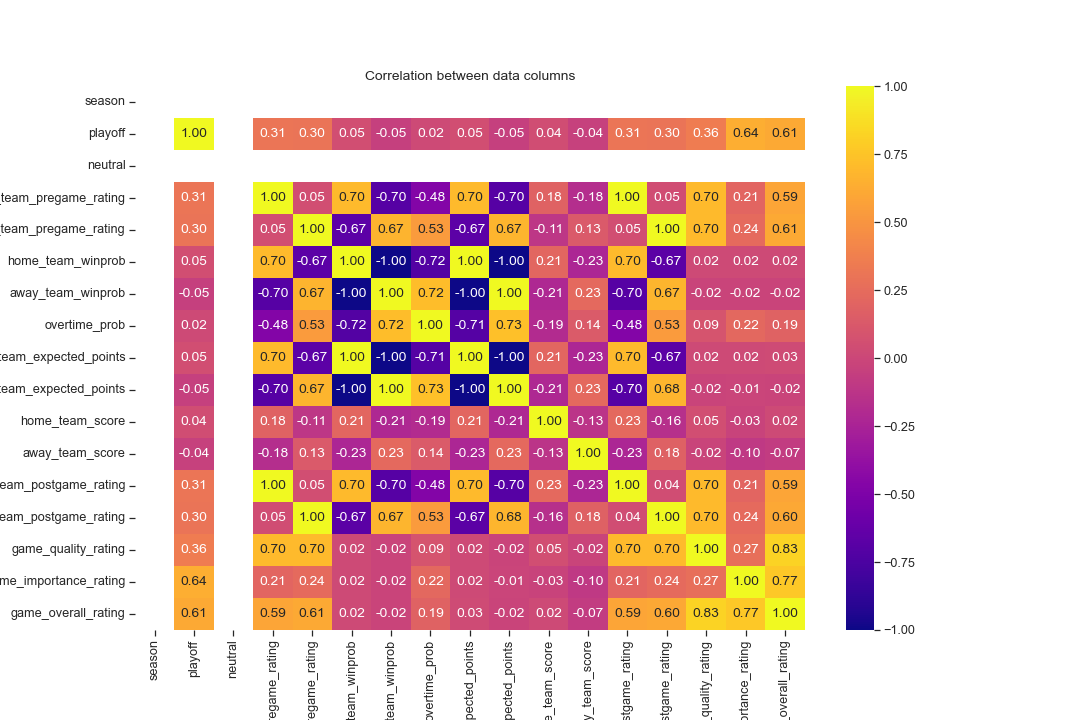 Correlation between data columns
season
playoff 1.00 0.31 0.30 0.05 -0.05 0.02 0.05 -0.05 0.04 -0.04 0.31 0.30 0.36 0.64 0.61
neutral
_team_pregame_rating 0.31 1.00 0.05 0.70 -0.70 -0.48 0.70 -0.70 0.18 -0.18 1.00 0.05 0.70 0.21 0.59
_team_pregame_rating 0.30 0.05 1.00 -0.67 0.67 0.53 -0.67 0.67 -0.11 0.13 0.05 1.00 0.70 0.24 0.61
home_team_winprob 0.05 0.70 -0.67 1.00 -1.00 -0.72 1.00 -1.00 0.21 -0.23 0.70 -0.67 0.02 0.02 0.02
away_team_winprob -0.05 -0.70 0.67 -1.00 1.00 0.72 -1.00 1.00 -0.21 0.23 -0.70 0.67 -0.02 -0.02 -0.02
overtime_prob 0.02 -0.48 0.53 -0.72 0.72 1.00 -0.71 0.73 -0.19 0.14 -0.48 0.53 0.09 0.22 0.19
team_expected_points 0.05 0.70 -0.67 1.00 -1.00 -0.71 1.00 -1.00 0.21 -0.23 0.70 -0.67 0.02 0.02 0.03
team_expected_points -0.05 -0.70 0.67 -1.00 1.00 0.73 -1.00 1.00 -0.21 0.23 -0.70 0.68 -0.02 -0.01 -0.02
home_team_score 0.04 0.18 -0.11 0.21 -0.21 -0.19 0.21 -0.21 1.00 -0.13 0.23 -0.16 0.05 -0.03 0.02
away_team_score -0.04 -0.18 0.13 -0.23 0.23 0.14 -0.23 0.23 -0.13 1.00 -0.23 0.18 -0.02 -0.10 -0.07
eam_postgame_rating 0.31 1.00 0.05 0.70 -0.70 -0.48 0.70 -0.70 0.23 -0.23 1.00 0.04 0.70 0.21 0.59
eam_postgame_rating 0.30 0.05 1.00 -0.67 0.67 0.53 -0.67 0.68 -0.16 0.18 0.04 1.00 0.70 0.24 0.60
game_quality_rating 0.36 0.70 0.70 0.02 -0.02 0.09 0.02 -0.02 0.05 -0.02 0.70 0.70 1.00 0.27 0.83
me_importance_rating 0.64 0.21 0.24 0.02 -0.02 0.22 0.02 -0.01 -0.03 -0.10 0.21 0.24 0.27 1.00 0.77
game_overall_rating 0.61 0.59 0.61 0.02 -0.02 0.19 0.03 -0.02 0.02 -0.07 0.59 0.60 0.83 0.77 1.00
season
playoff
neutral
regame_rating
regame_rating
team_winprob
team_winprob
overtime_prob
pected_points
pected_points
e_team_score
y_team_score
stgame_rating
stgame_rating
_quality_rating
ortance_rating
_overall_rating
1.00
0.75
0.50
0.25
0.00
−0.25
−0.50
−0.75
−1.00